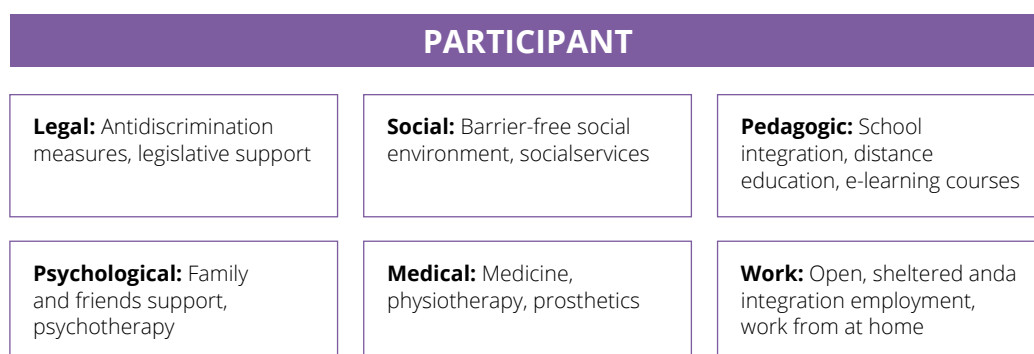 PARTICIPANT
Legal: Antidiscrimination
measures, legislative support
Social: Barrier-free social
environment, socialservices
Pedagogic: School
integration, distance
education, e-learning courses
Psychological: Family
and friends support,
psychotherapy
Medical: Medicine,
physiotherapy, prosthetics
Work: Open, sheltered anda
integration employment,
work from at home